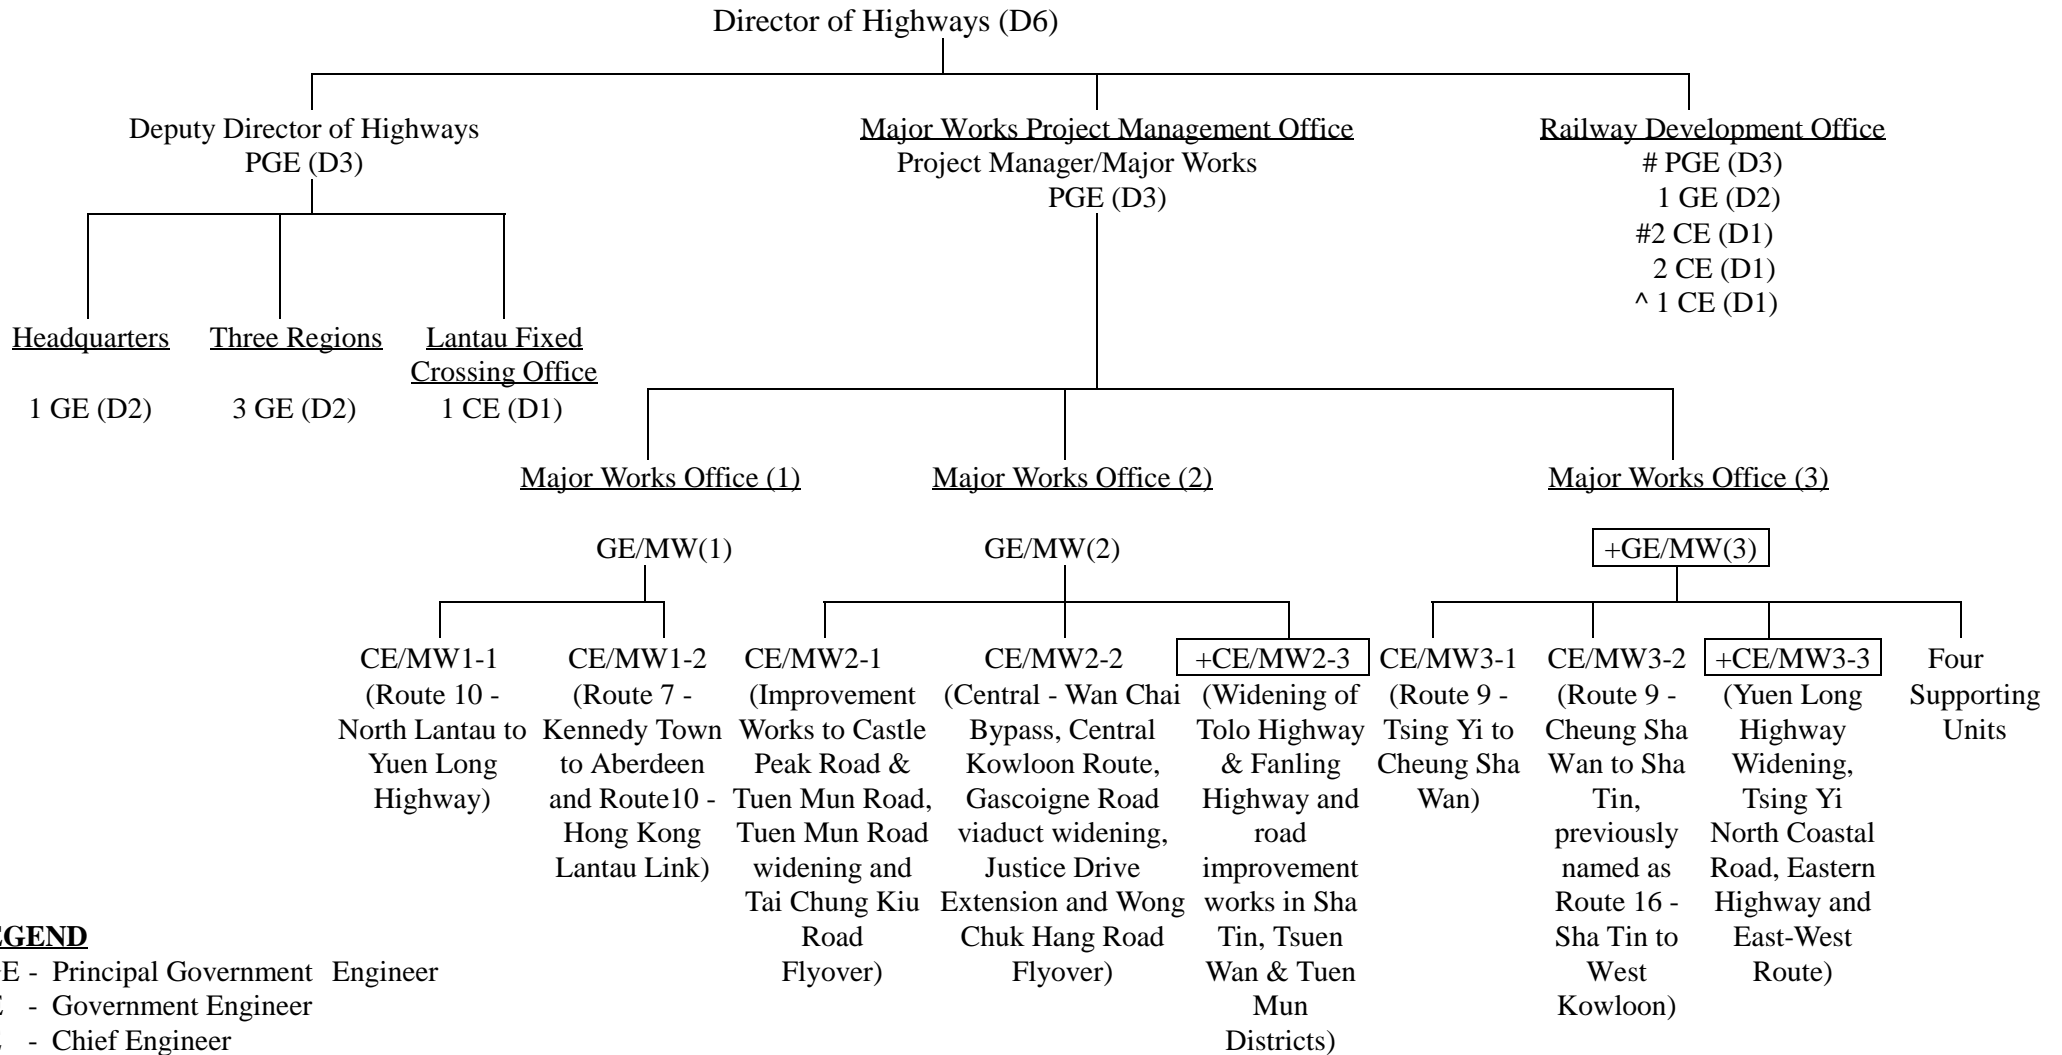 Director of Highways (D6)
Deputy Director of Highways
PGE (D3)
Major Works Project Management Office
Project Manager/Major Works
PGE (D3)
Railway Development Office
# PGE (D3)
1 GE (D2)
#2 CE (D1)
2 CE (D1)
^ 1 CE (D1)
Headquarters
1 GE (D2)
Three Regions
3 GE (D2)
Lantau Fixed
Crossing Office
1 CE (D1)
Major Works Office (1)
Major Works Office (2)
Major Works Office (3)
GE/MW(1)
GE/MW(2)
+GE/MW(3)
CE/MW1-1
(Route 10 -
North Lantau to
Yuen Long
Highway)
CE/MW1-2
(Route 7 -
Kennedy Town
to Aberdeen
and Route10 -
Hong Kong
Lantau Link)
CE/MW2-1
(Improvement
Works to Castle
Peak Road &
Tuen Mun Road,
Tuen Mun Road
widening and
Tai Chung Kiu
Road
Flyover)
CE/MW2-2
(Central - Wan Chai
Bypass, Central
Kowloon Route,
Gascoigne Road
viaduct widening,
Justice Drive
Extension and Wong
Chuk Hang Road
Flyover)
+CE/MW2-3
(Widening of
Tolo Highway
& Fanling
Highway and
road
improvement
works in Sha
Tin, Tsuen
Wan & Tuen
Mun
Districts)
CE/MW3-1
(Route 9 -
Tsing Yi to
Cheung Sha
Wan)
CE/MW3-2
(Route 9 -
Cheung Sha
Wan to Sha
Tin,
previously
named as
Route 16 -
Sha Tin to
West
Kowloon)
+CE/MW3-3
(Yuen Long
Highway
Widening,
Tsing Yi
North Coastal
Road, Eastern
Highway and
East-West
Route)
Four
Supporting
Units
EGEND
E - Principal Government Engineer
- Government Engineer
- Chief Engineer